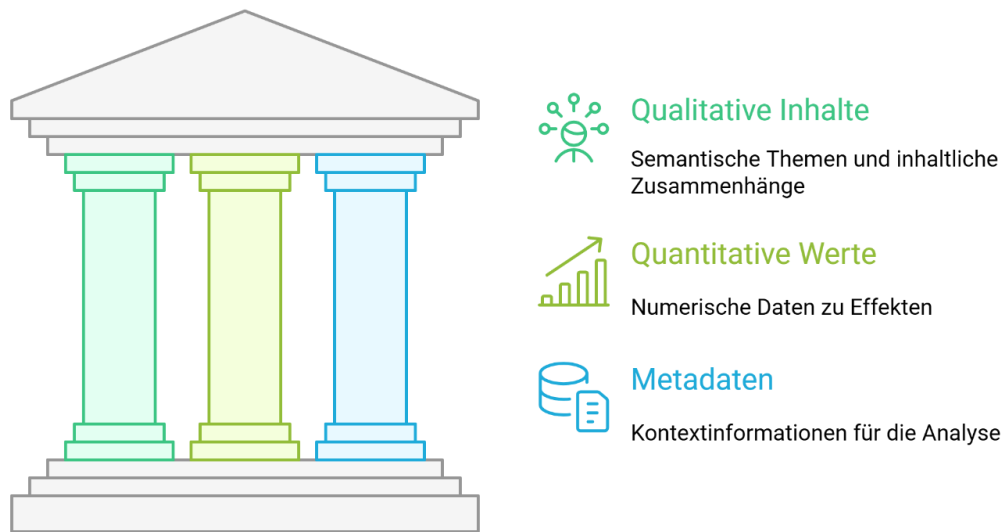 Qualitative Inhalte
Semantische Themen und inhaltliche
Zusammenhänge
Quantitative Werte
Numerische Daten zu Effekten
Metadaten
Kontextinformationen für die Analyse